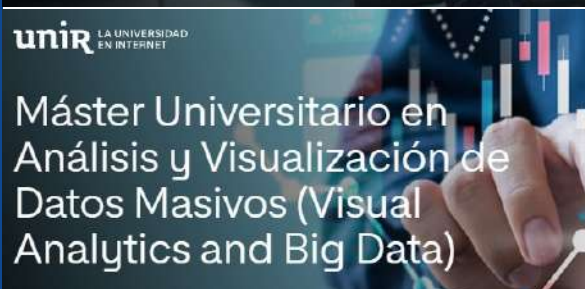 unir LA UNIVERSIDAD
EN INTERNET
Máster Universitario en
Análisis y Visualización de
Datos Masivos (Visual
Analytics and Big Data)